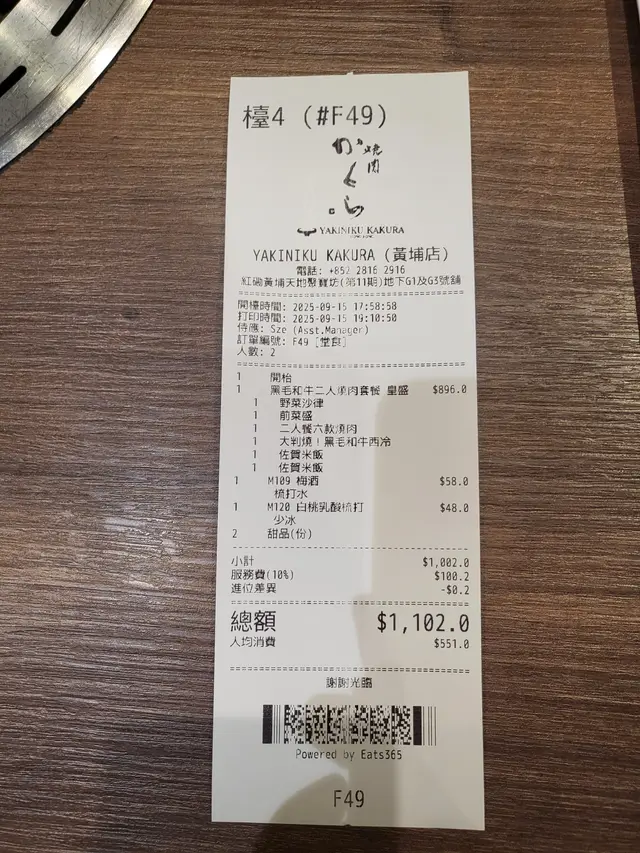 檯4 (#F49)
焼肉
かくら
YAKINIKU KAKURA
YAKINIKU KAKURA (黃埔店)
電話: +852 2816 2916
紅磡黃埔天地聚寶坊(第11期)地下G1及G3號舖
開檯時間: 2025-09-15 17:58:58
打印時間: 2025-09-15 19:10:50
侍應: Sze (Asst.Manager)
訂單編號: F49 [堂食]
人數: 2
1 開枱
1 黑毛和牛二人燒肉套餐 皇盛 $896.0
1 野菜沙律
1 前菜盛
1 二人餐六款燒肉
1 大判燒！黑毛和牛西冷
1 佐賀米飯
1 佐賀米飯
1 M109 梅酒 $58.0
梳打水
1 M120 白桃乳酸梳打 $48.0
少冰
2 甜品(份)
小計 $1,002.0
服務費(10%) $100.2
進位差異 -$0.2
總額 $1,102.0
人均消費 $551.0
謝謝光臨
Powered by Eats365
F49